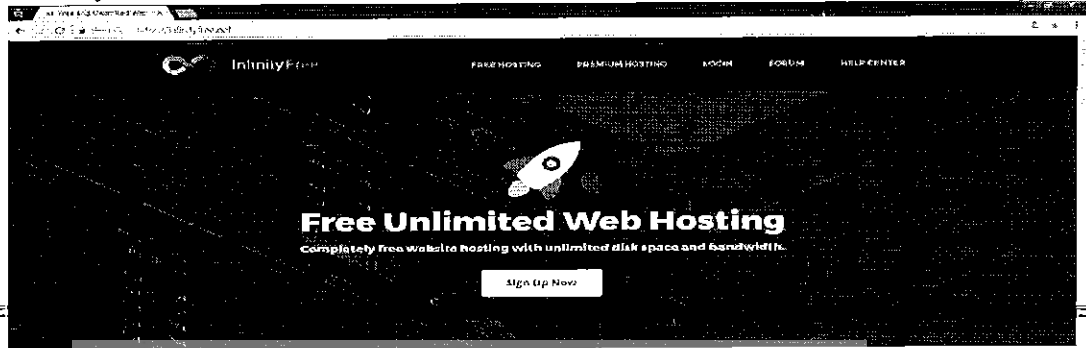 InfinityFree
FREE HOSTING PREMIUM HOSTING LOGIN FORUM HELP CENTER
Free Unlimited Web Hosting
Completely free website hosting with unlimited disk space and bandwidth.
Sign Up Now